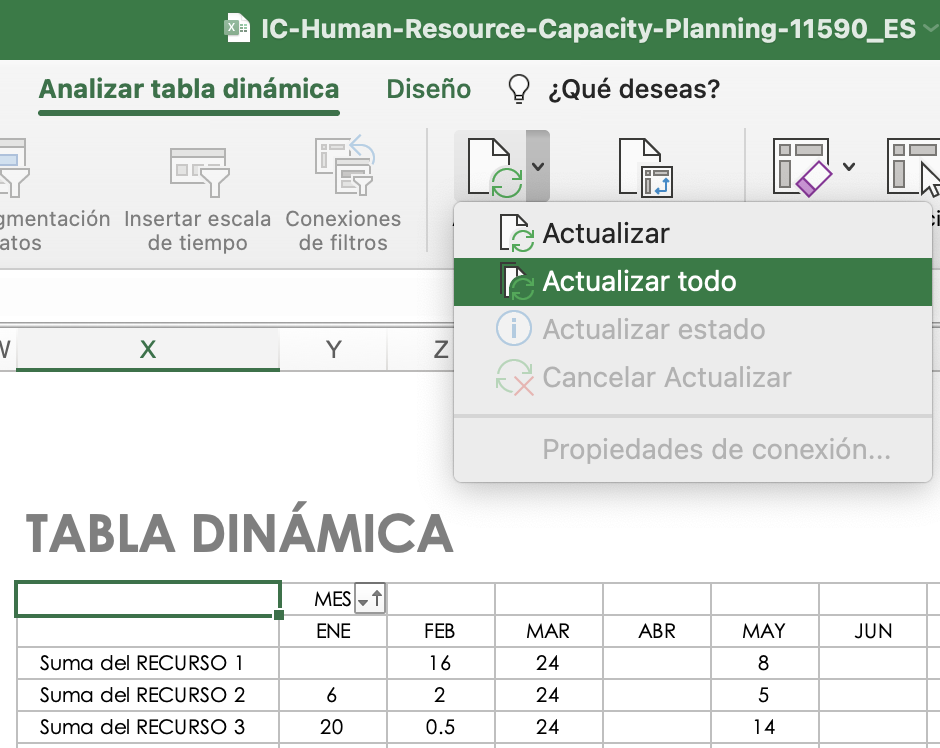 IC-Human-Resource-Capacity-Planning-11590_ES
Analizar tabla dinámica Diseño ¿Qué deseas?
gmentación Insertar escala Conexiones
atos de tiempo de filtros
Actualizar
Actualizar todo
Actualizar estado
Cancelar Actualizar
Propiedades de conexión...
X Y Z
TABLA DINÁMICA
MES
ENE FEB MAR ABR MAY JUN
Suma del RECURSO 1 16 24 8
Suma del RECURSO 2 6 2 24 5
Suma del RECURSO 3 20 0.5 24 14